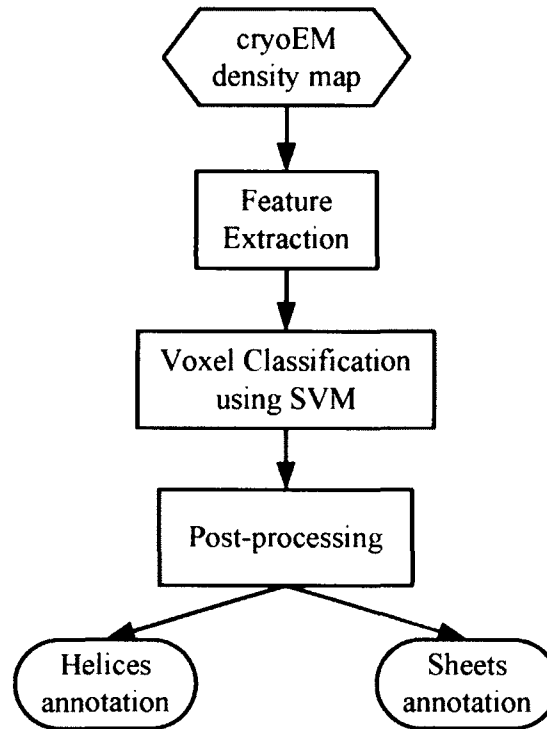 cryoEM
density map
Feature
Extraction
Voxel Classification
using SVM
Post-processing
Helices
annotation
Sheets
annotation